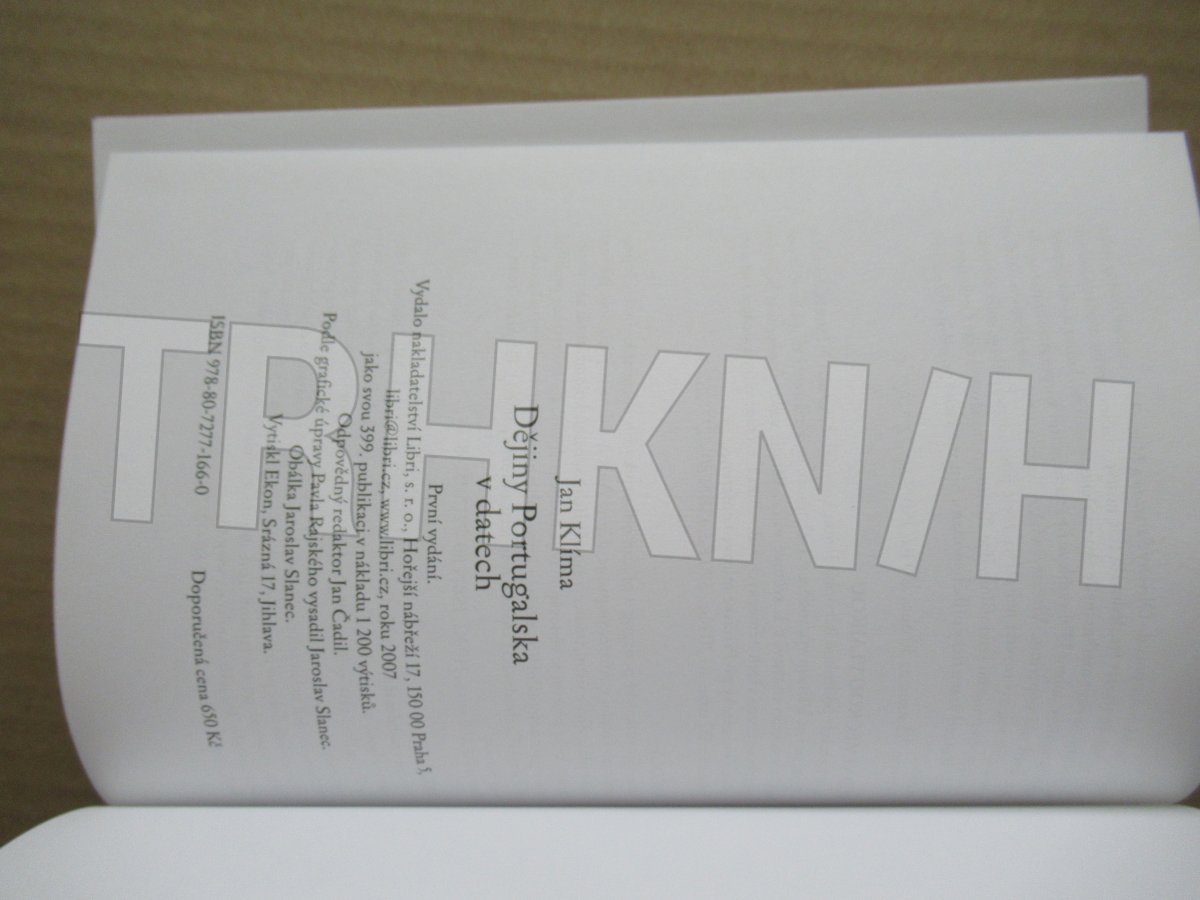 Jan Klíma
Dějiny Portugalska
v datech
První vydání.
Vydalo nakladatelství Libri, s. r. o., Hořejší nábřeží 17, 150 00 Praha 5,
libri@libri.cz, www.libri.cz, roku 2007
jako svou 399. publikaci v nákladu 1 200 výtisků.
Odpovědný redaktor Jan Čadil.
Podle grafické úpravy Pavla Rajského vysadil Jaroslav Slanec.
Obálka Jaroslav Slanec.
Vytiskl Ekon, Srázná 17, Jihlava.
ISBN 978-80-7277-166-0 Doporučená cena 650 Kč
TRH KNIH